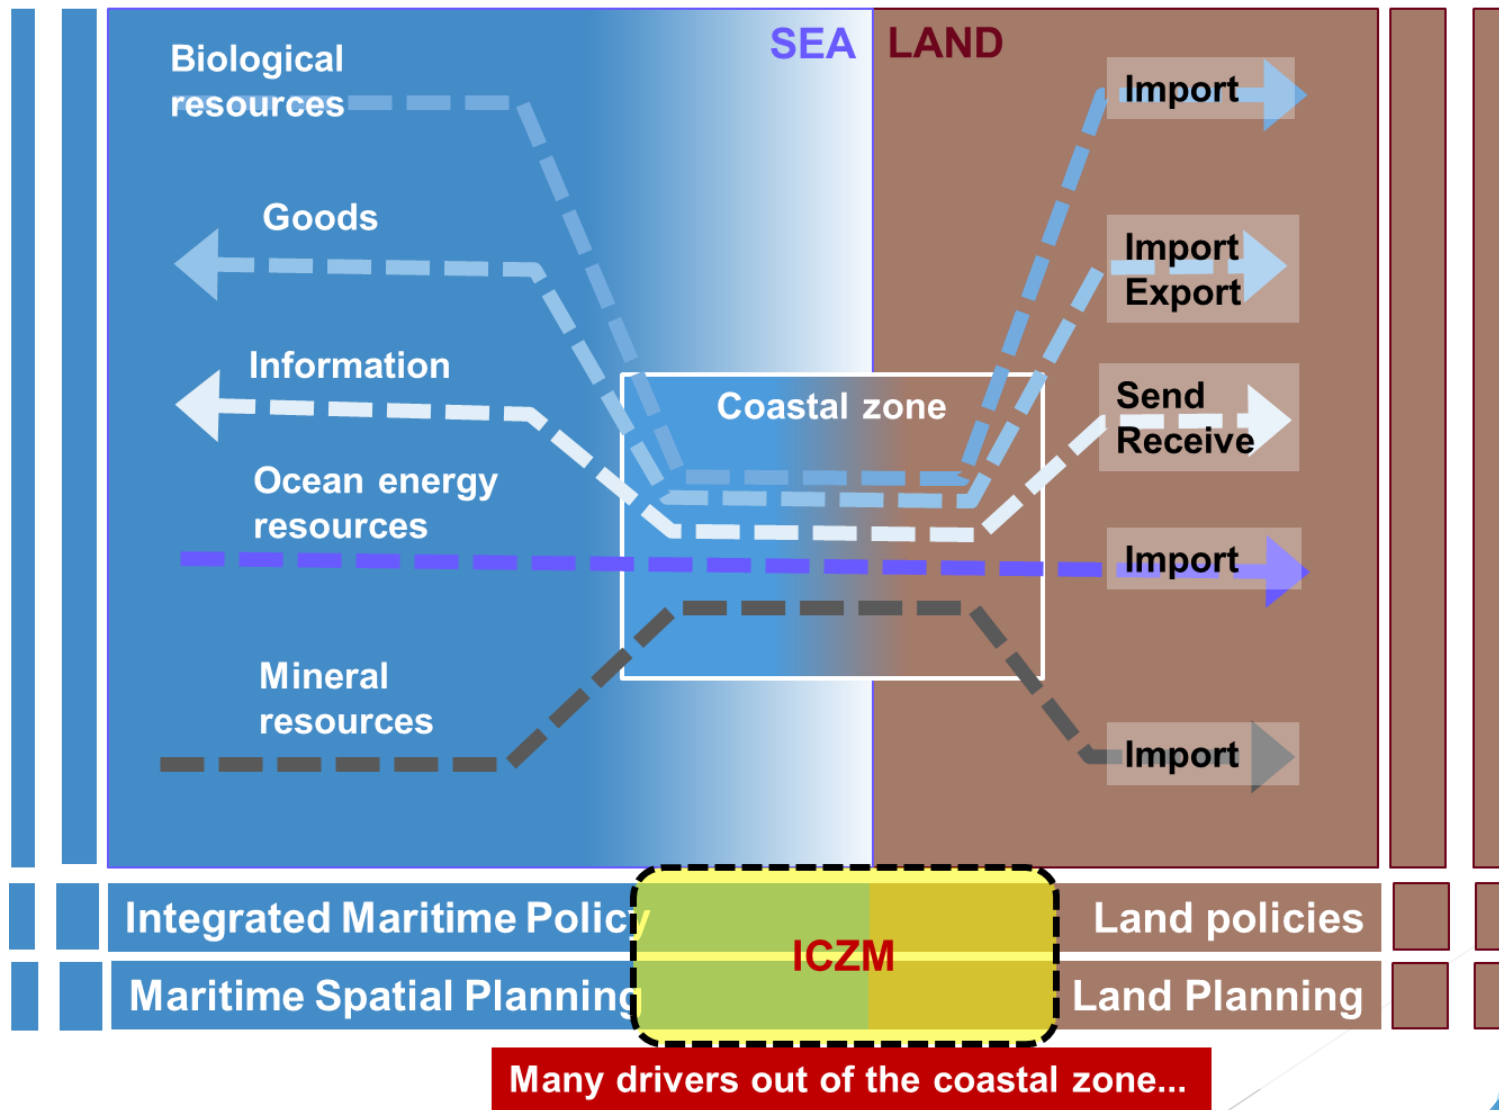 SEA LAND
Biological
resources
Import
Goods
Import
Export
Information
Send
Receive
Coastal zone
Ocean energy
resources
Import
Mineral
resources
Import
Integrated Maritime Policy
Land policies
ICZM
Maritime Spatial Planning
Land Planning
Many drivers out of the coastal zone...